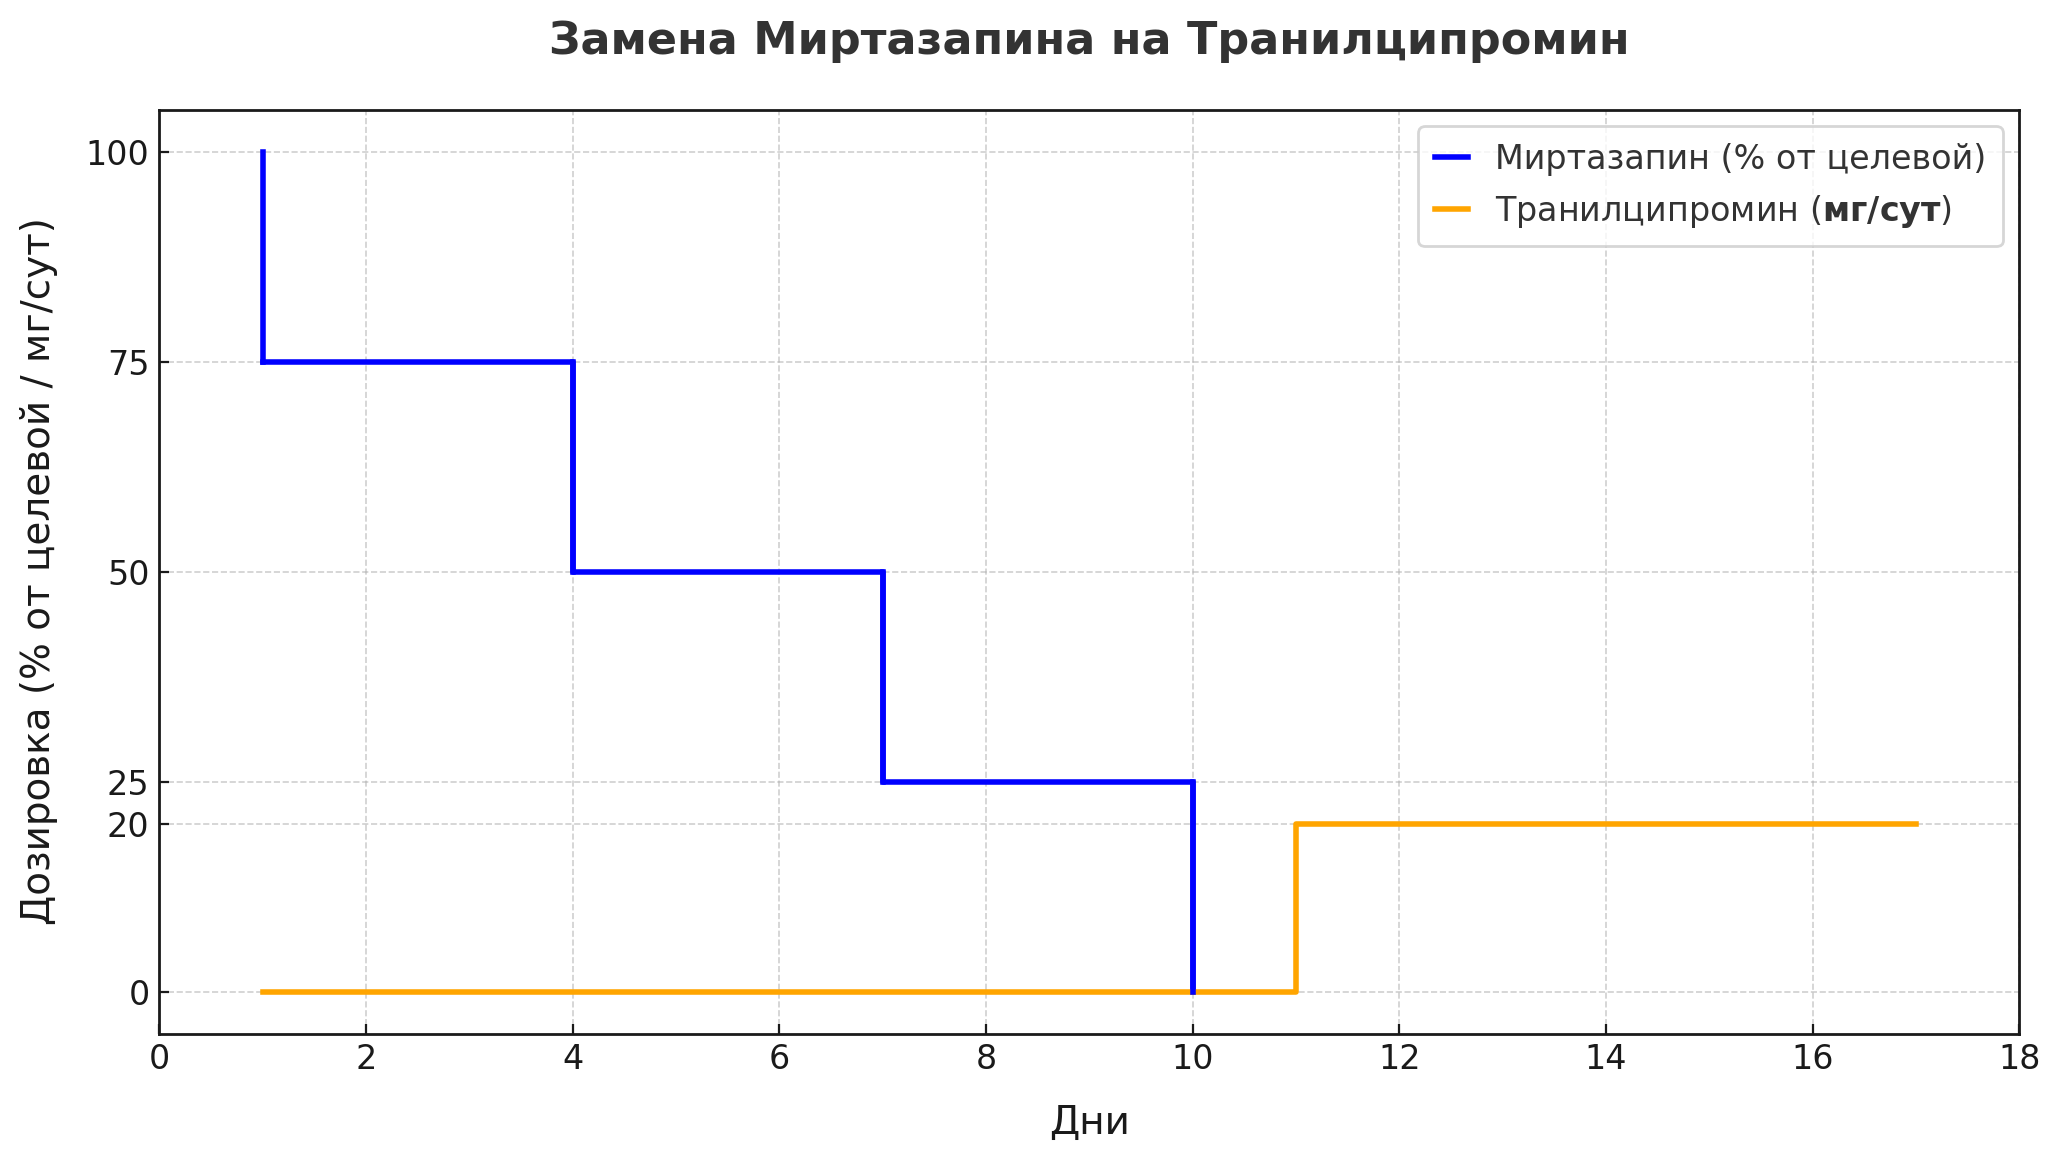 Замена Миртазапина на Транилципромин
Миртазапин (% от целевой)
Транилципромин (мг/сут)
Дозировка (% от целевой / мг/сут)
100
75
50
25
20
0
0 2 4 6 8 10 12 14 16 18
Дни